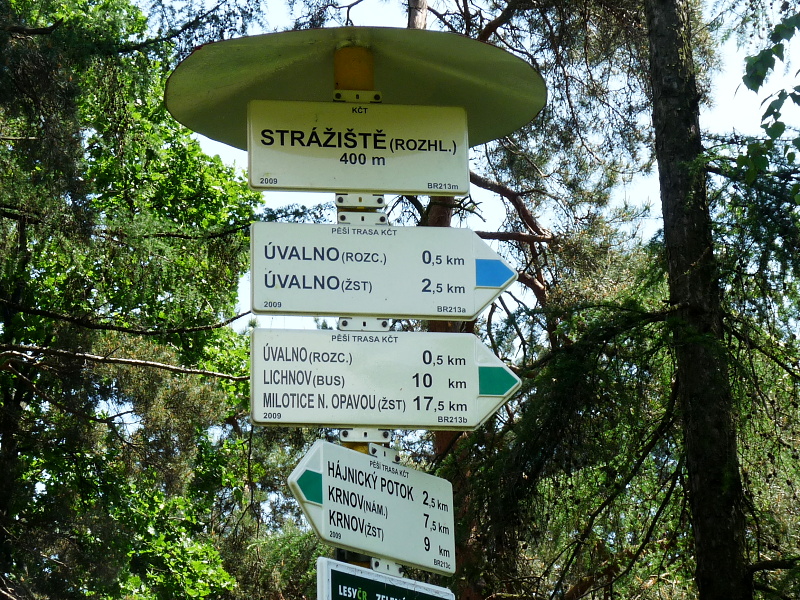 KČT
STRÁŽIŠTĚ (ROZHL.)
400 m
2009 BR213m
PĚŠÍ TRASA KČT
ÚVALNO (ROZC.) 0,5 km
ÚVALNO (ŽST) 2,5 km
2009 BR213a
PĚŠÍ TRASA KČT
ÚVALNO (ROZC.) 0,5 km
LICHNOV (BUS) 10 km
MILOTICE N. OPAVOU (ŽST) 17,5 km
2009 BR213b
PĚŠÍ TRASA KČT
HÁJNICKÝ POTOK 2,5 km
KRNOV (NÁM.) 7,5 km
KRNOV (ŽST) 9 km
2009 BR213c
LESY ČR